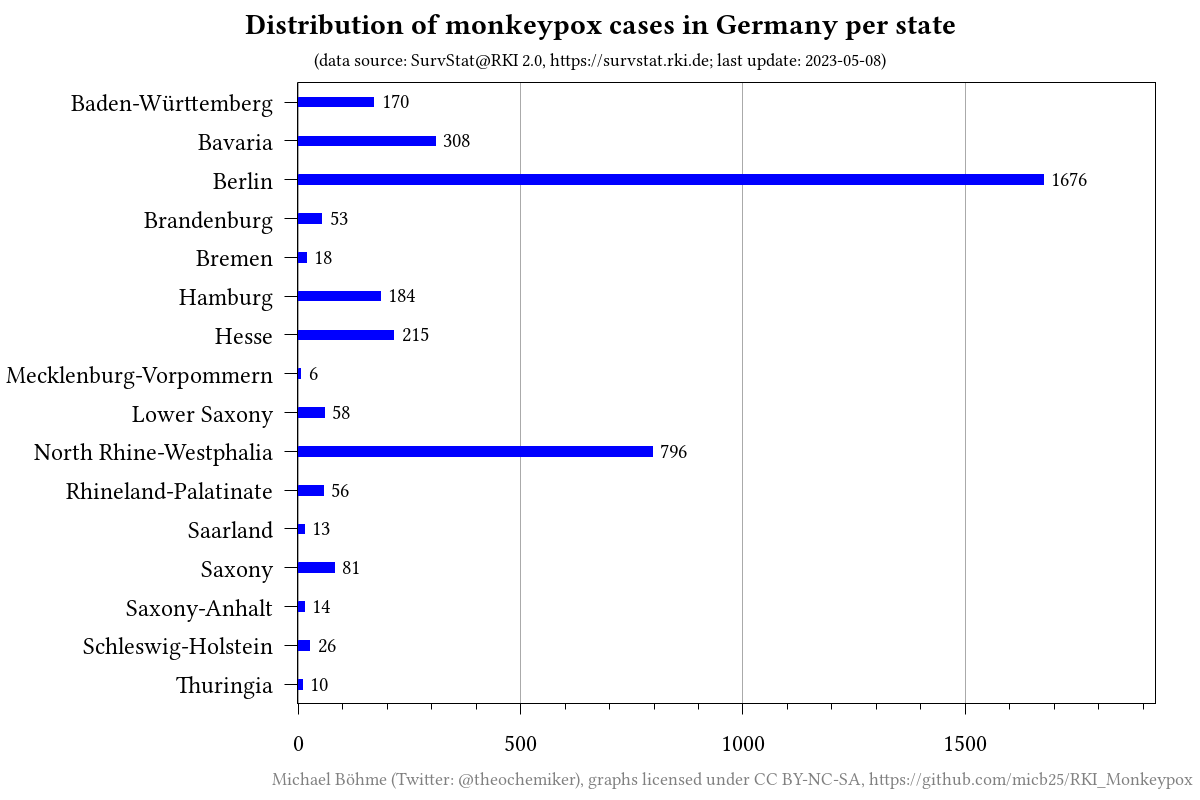 Distribution of monkeypox cases in Germany per state
(data source: SurvStat@RKI 2.0, https://survstat.rki.de; last update: 2023-05-08)
Baden-Württemberg 170
Bavaria 308
Berlin 1676
Brandenburg 53
Bremen 18
Hamburg 184
Hesse 215
Mecklenburg-Vorpommern 6
Lower Saxony 58
North Rhine-Westphalia 796
Rhineland-Palatinate 56
Saarland 13
Saxony 81
Saxony-Anhalt 14
Schleswig-Holstein 26
Thuringia 10
0 500 1000 1500
Michael Böhme (Twitter: @theochemiker), graphs licensed under CC BY-NC-SA, https://github.com/micb25/RKI_Monkeypox